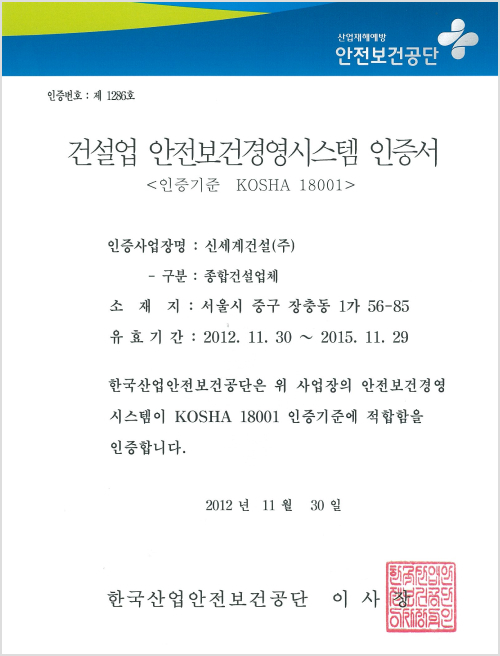 산업재해예방
안전보건공단
인증번호 : 제 1286호
건설업 안전보건경영시스템 인증서
<인증기준 KOSHA 18001>
인증사업장명 : 신세계건설(주)
- 구분 : 종합건설업체
소 재 지 : 서울시 중구 장충동 1가 56-85
유 효 기 간 : 2012. 11. 30 ~ 2015. 11. 29
한국산업안전보건공단은 위 사업장의 안전보건경영
시스템이 KOSHA 18001 인증기준에 적합함을
인증합니다.
2012 년 11 월 30 일
한국산업안전보건공단 이 사 장